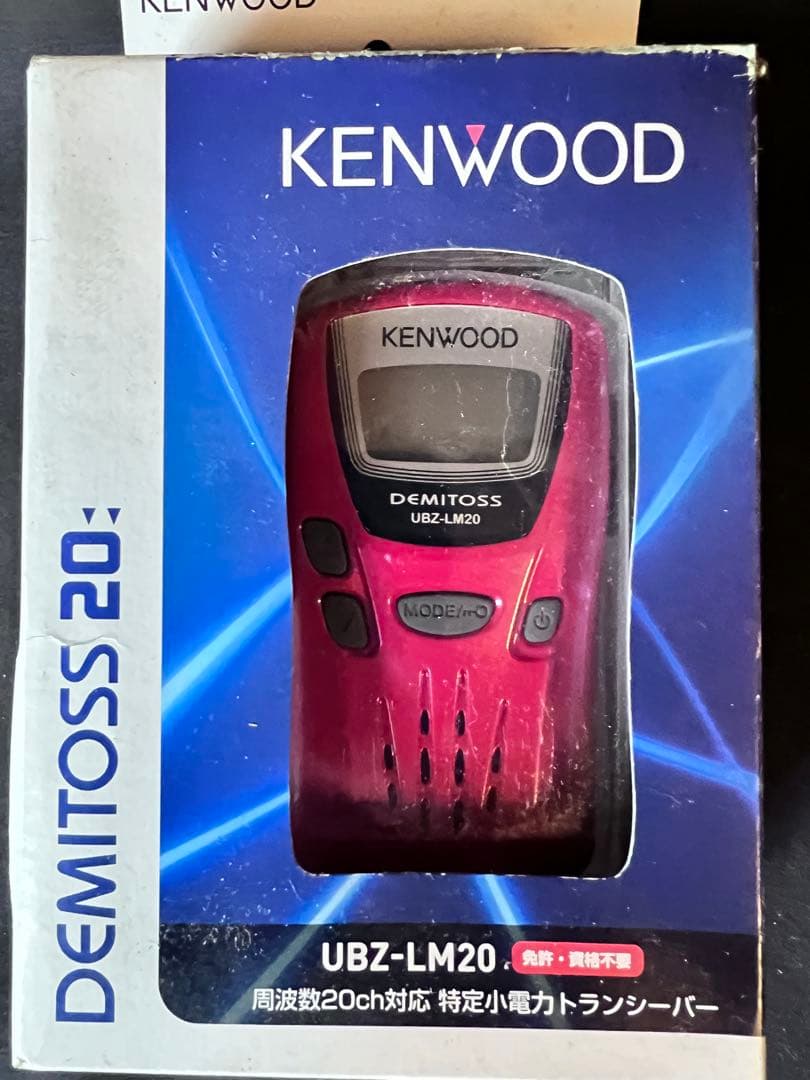 KENWOOD
KENWOOD
KENWOOD
DEMITOSS
UBZ-LM20
MODE/
DEMITOSS 20
UBZ-LM20
免許・資格不要
周波数20ch対応 特定小電力トランシーバー